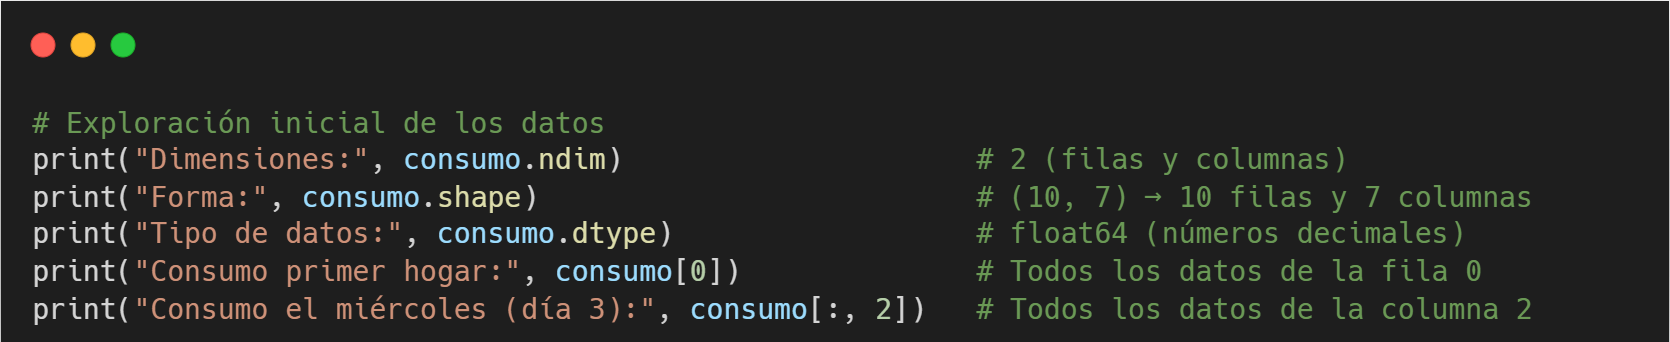 # Exploración inicial de los datos
print("Dimensiones:", consumo.ndim)                     # 2 (filas y columnas)
print("Forma:", consumo.shape)                          # (10, 7) → 10 filas y 7 columnas
print("Tipo de datos:", consumo.dtype)                  # float64 (números decimales)
print("Consumo primer hogar:", consumo[0])              # Todos los datos de la fila 0
print("Consumo el miércoles (día 3):", consumo[:, 2])   # Todos los datos de la columna 2